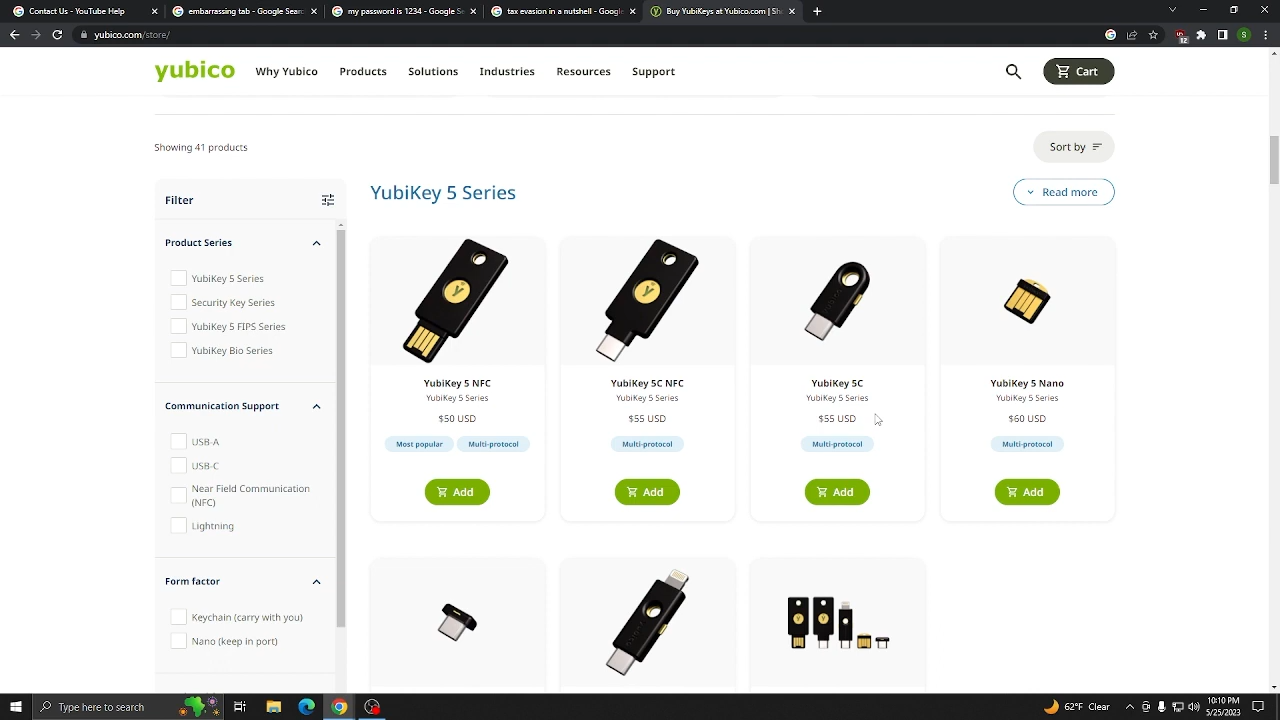 Contact Us - YouTube Help
embarrassing tab - Google Sear
my password is 1234 - Google Se
tax evasion in a nutshell - Google
Buy YubiKeys at Yubico.com | Sh
yubico.com/store/
12
S
yubico
Why Yubico
Products
Solutions
Industries
Resources
Support
Cart
Showing 41 products
Sort by
Filter
YubiKey 5 Series
Read more
Product Series
YubiKey 5 Series
Security Key Series
YubiKey 5 FIPS Series
YubiKey Bio Series
Communication Support
USB-A
USB-C
Near Field Communication
(NFC)
Lightning
Form factor
Keychain (carry with you)
Nano (keep in port)
YubiKey 5 NFC
YubiKey 5 Series
$50 USD
Most popular
Multi-protocol
Add
YubiKey 5C NFC
YubiKey 5 Series
$55 USD
Multi-protocol
Add
YubiKey 5C
YubiKey 5 Series
$55 USD
Multi-protocol
Add
YubiKey 5 Nano
YubiKey 5 Series
$60 USD
Multi-protocol
Add
Type here to search
60°F Clear
10:10 PM
5/25/2023